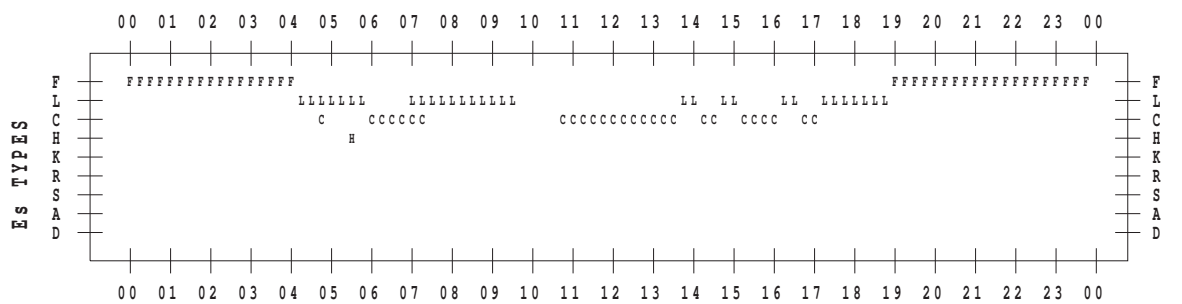 00 01 02 03 04 05 06 07 08 09 10 11 12 13 14 15 16 17 18 19 20 21 22 23 00
F FFFFFFFFFFFFFFFFF FFFFFFFFFFFFFFFFFFFF F
L LLLLLLL LLLLLLLLLLL LL LL LL LLLLLLL L
C C CCCCCC CCCCCCCCCCCC CC CCCC CC C
H H H
K K
R R
S S
A A
D D
Es TYPES
00 01 02 03 04 05 06 07 08 09 10 11 12 13 14 15 16 17 18 19 20 21 22 23 00